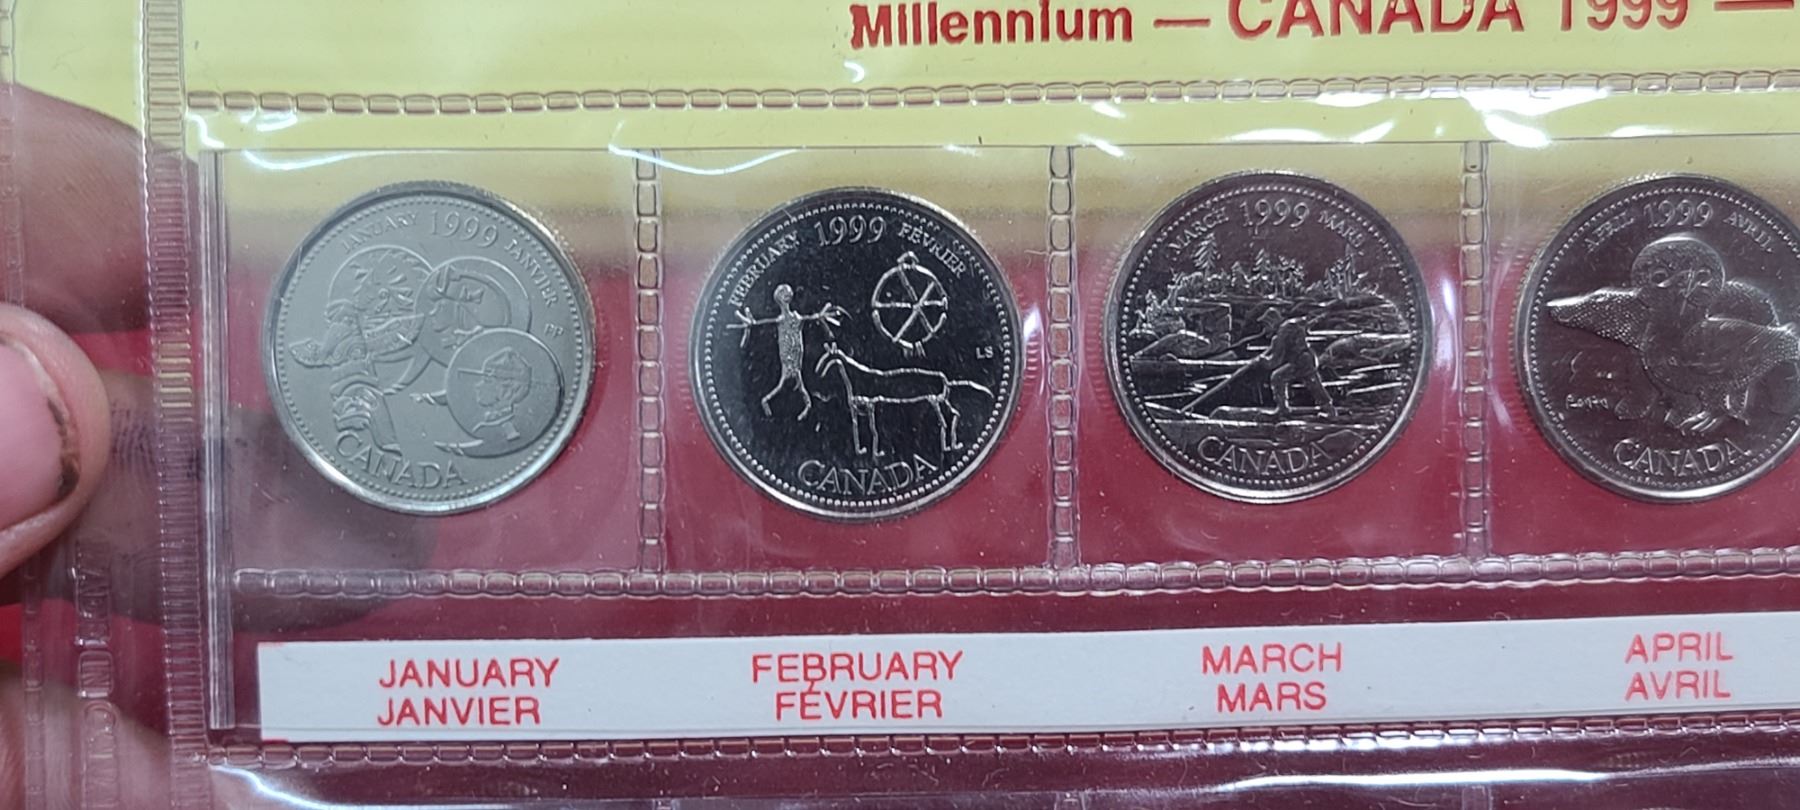 Millennium — CANADA 1999 —
JANUARY 1999 JANVIER
PP
CANADA
FEBRUARY 1999 FÉVRIER
LS
CANADA
MARCH 1999 MARS
CANADA
APRIL 1999 AVRIL
CANADA
JANUARY
JANVIER
FEBRUARY
FÉVRIER
MARCH
MARS
APRIL
AVRIL